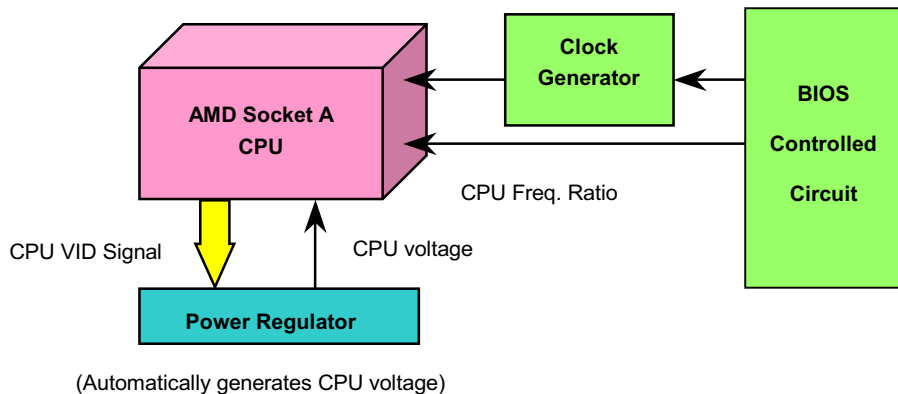 Clock
Generator
BIOS
Controlled
Circuit
AMD Socket A
CPU
CPU Freq. Ratio
CPU VID Signal
CPU voltage
Power Regulator
(Automatically generates CPU voltage)